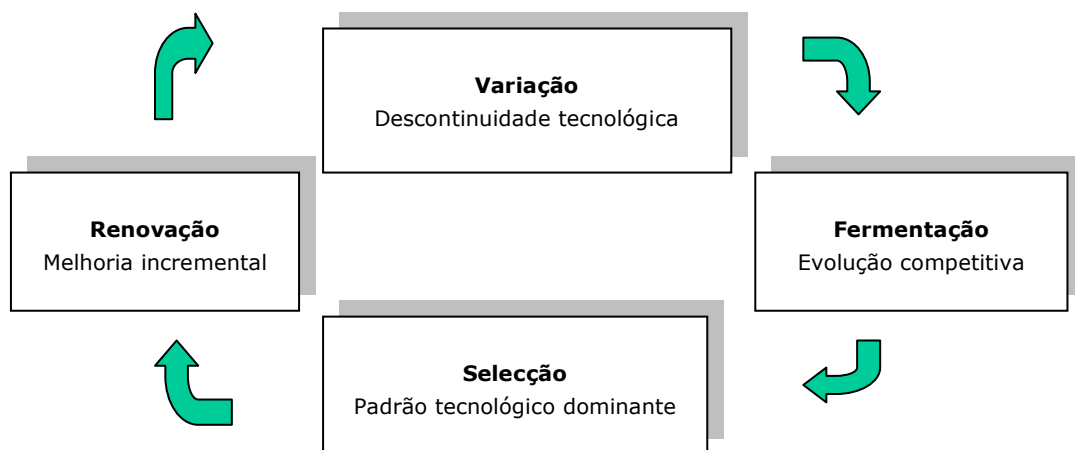 Variação
Descontinuidade tecnológica
Renovação
Melhoria incremental
Fermentação
Evolução competitiva
Selecção
Padrão tecnológico dominante